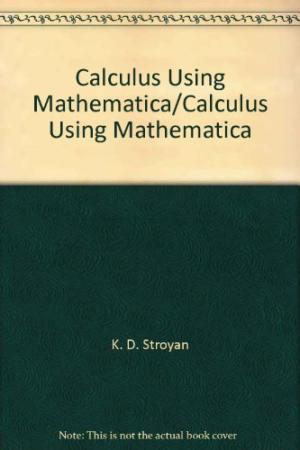 Calculus Using
Mathematica/Calculus
Using Mathematica
K. D. Stroyan
Note: This is not the actual book cover